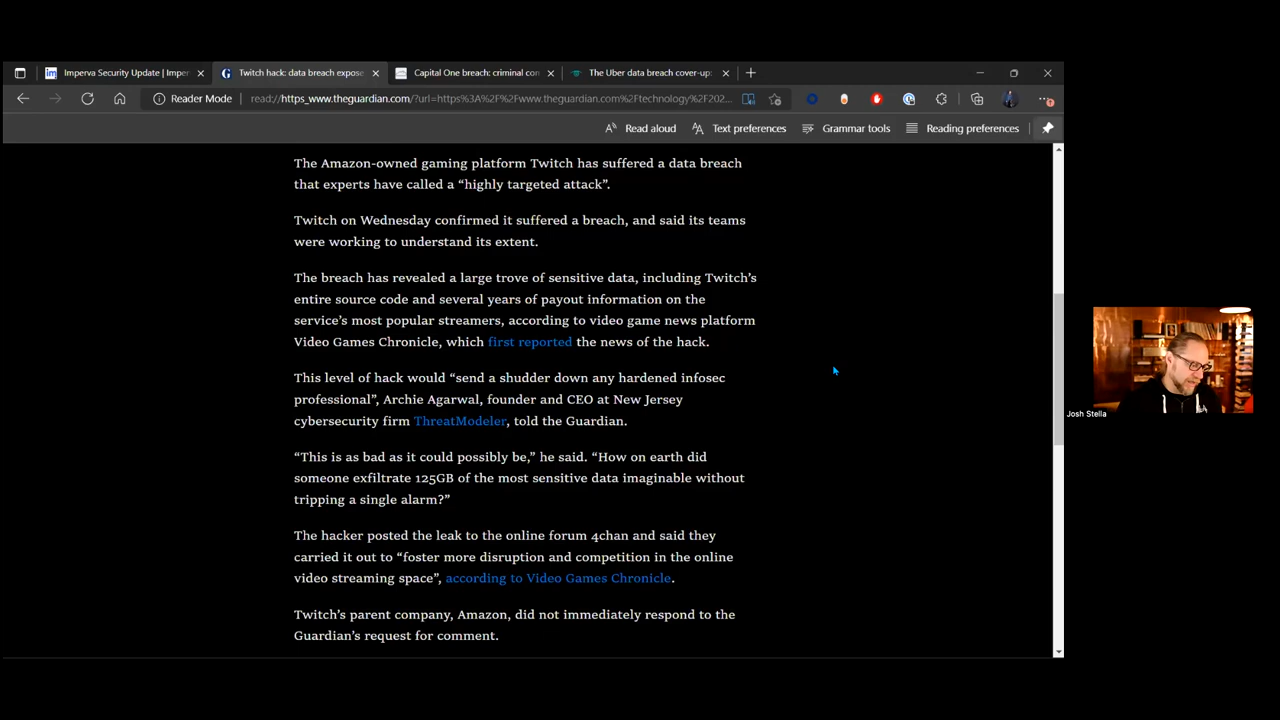 Imperva Security Update | Imper
Twitch hack: data breach expose
Capital One breach: criminal con
The Uber data breach cover-up:
Reader Mode
read://https_www.theguardian.com/?url=https%3A%2F%2Fwww.theguardian.com%2Ftechnology%2F202...
Read aloud
Text preferences
Grammar tools
Reading preferences
The Amazon-owned gaming platform Twitch has suffered a data breach
that experts have called a “highly targeted attack”.
Twitch on Wednesday confirmed it suffered a breach, and said its teams
were working to understand its extent.
The breach has revealed a large trove of sensitive data, including Twitch’s
entire source code and several years of payout information on the
service’s most popular streamers, according to video game news platform
Video Games Chronicle, which first reported the news of the hack.
This level of hack would “send a shudder down any hardened infosec
professional”, Archie Agarwal, founder and CEO at New Jersey
cybersecurity firm ThreatModeler, told the Guardian.
“This is as bad as it could possibly be,” he said. “How on earth did
someone exfiltrate 125GB of the most sensitive data imaginable without
tripping a single alarm?”
The hacker posted the leak to the online forum 4chan and said they
carried it out to “foster more disruption and competition in the online
video streaming space”, according to Video Games Chronicle.
Twitch’s parent company, Amazon, did not immediately respond to the
Guardian’s request for comment.
Josh Stella